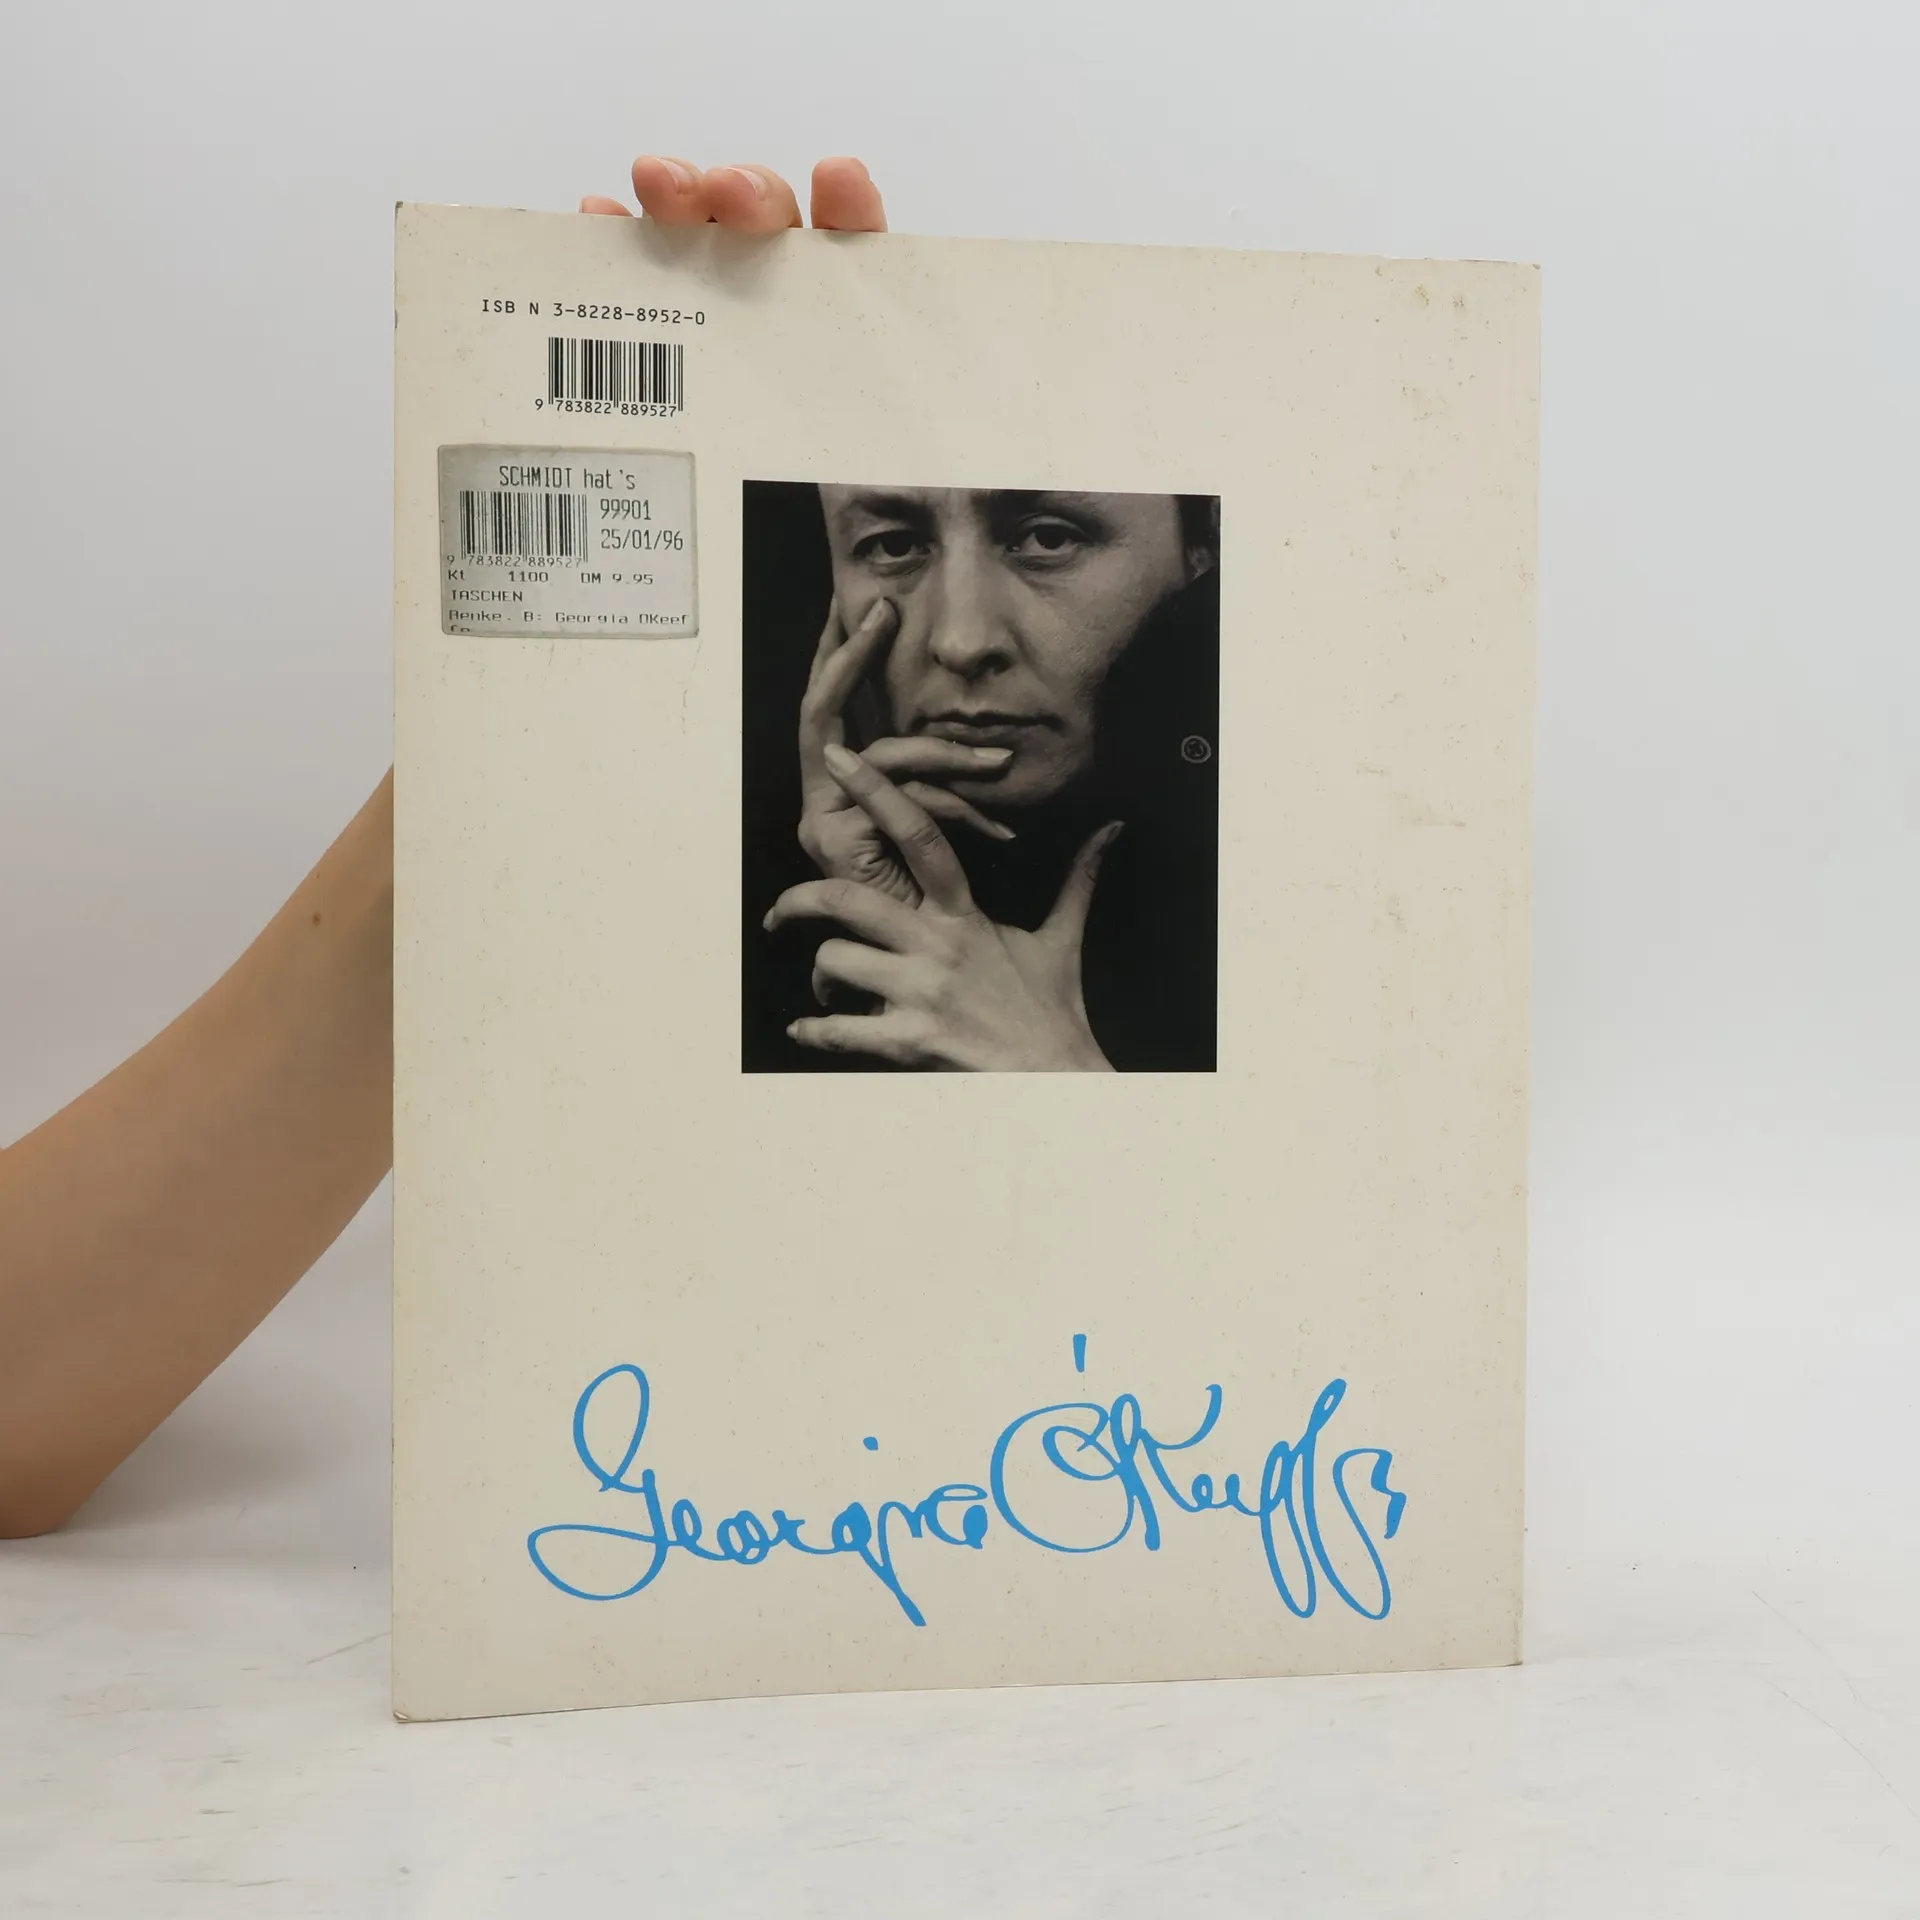 ISB N 3-8228-8952-0
9 783822 889527
SCHMIDT hat's
99901
25/01/96
9 783822 889527
Kt 1100 DM 9.95
TASCHEN
Benke. B: Georgia OKeef
fe
Georgia O'Keeffe